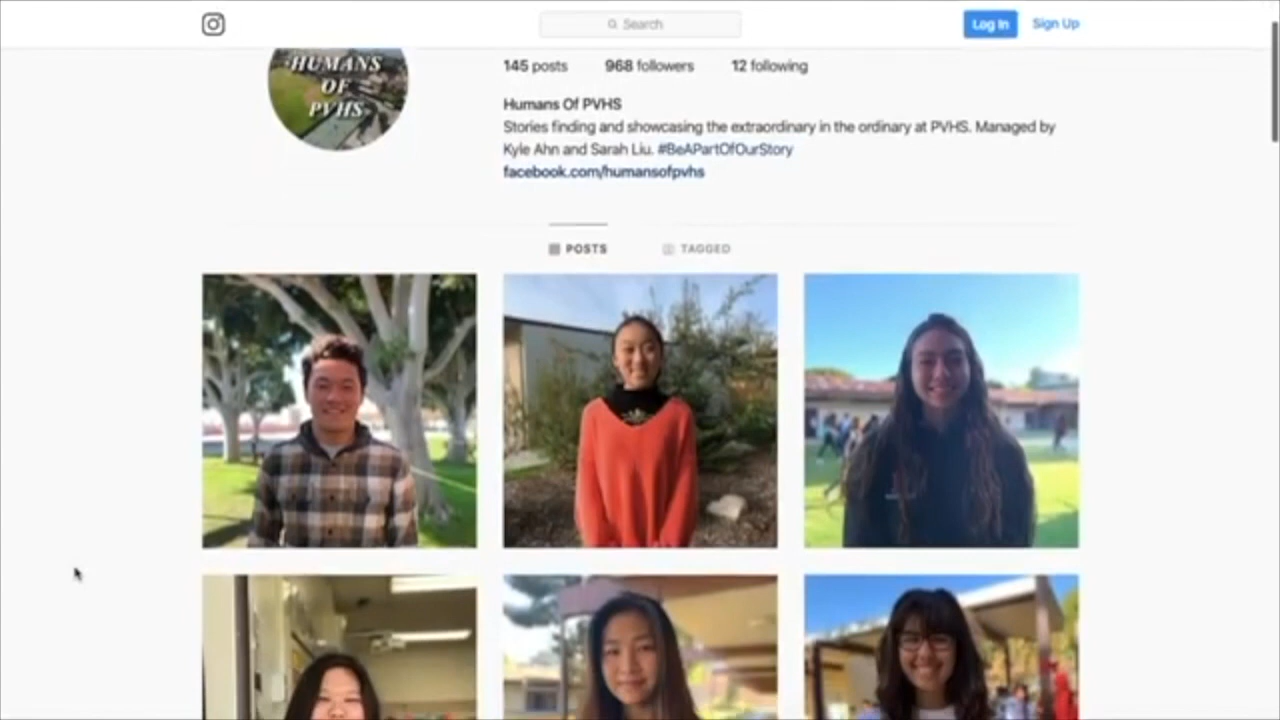 Search
Log In
Sign Up
HUMANS
OF
PVHS
145 posts
968 followers
12 following
Humans Of PVHS
Stories finding and showcasing the extraordinary in the ordinary at PVHS. Managed by
Kyle Ahn and Sarah Liu. #BeAPartOfOurStory
facebook.com/humansofpvhs
POSTS
TAGGED